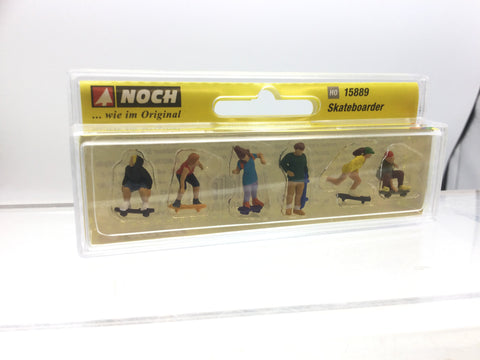 NOCH
... wie im Original
H0 15889
Skateboarder